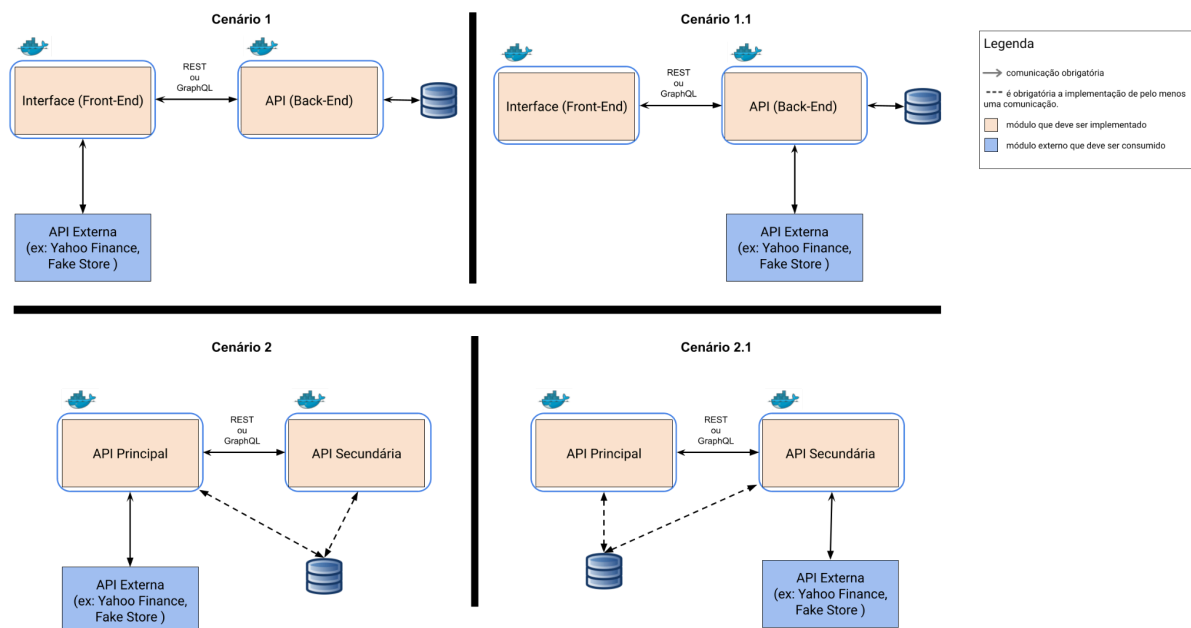 Cenário 1
Interface (Front-End)
REST
ou
GraphQL
API (Back-End)
API Externa
(ex: Yahoo Finance,
Fake Store )
Cenário 1.1
Interface (Front-End)
REST
ou
GraphQL
API (Back-End)
API Externa
(ex: Yahoo Finance,
Fake Store )
Legenda
comunicação obrigatória
é obrigatória a implementação de pelo menos
uma comunicação.
módulo que deve ser implementado
módulo externo que deve ser consumido
Cenário 2
API Principal
REST
ou
GraphQL
API Secundária
API Externa
(ex: Yahoo Finance,
Fake Store )
Cenário 2.1
API Principal
REST
ou
GraphQL
API Secundária
API Externa
(ex: Yahoo Finance,
Fake Store )